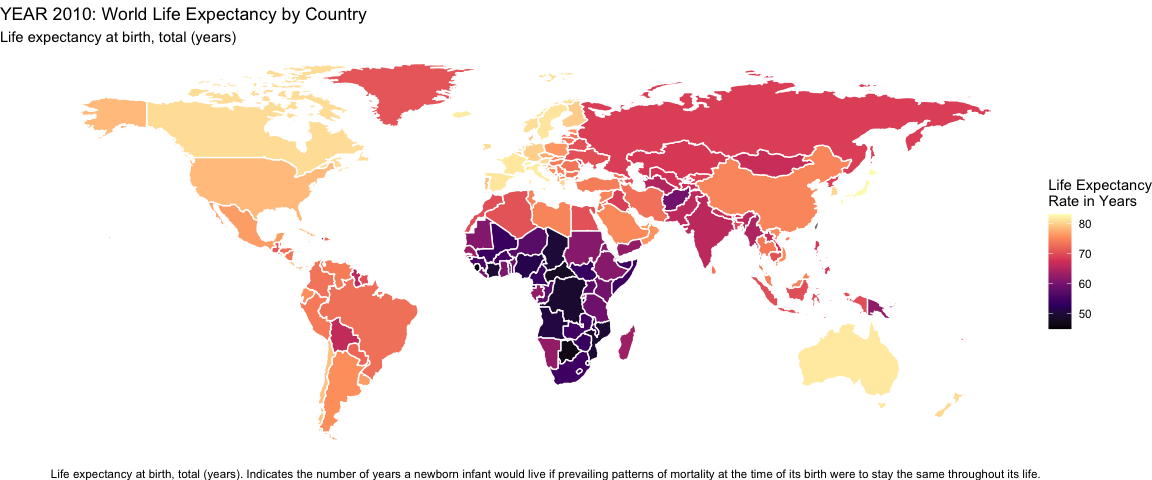 YEAR 2010: World Life Expectancy by Country
Life expectancy at birth, total (years)
Life Expectancy
Rate in Years
80
70
60
50
Life expectancy at birth, total (years). Indicates the number of years a newborn infant would live if prevailing patterns of mortality at the time of its birth were to stay the same throughout its life.